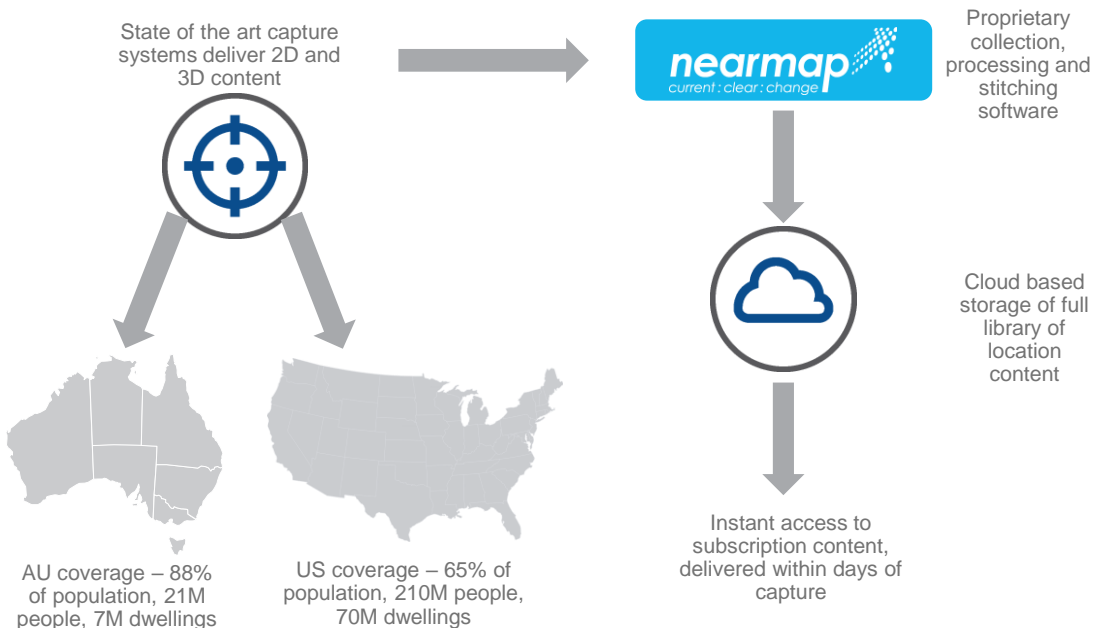 State of the art capture
systems deliver 2D and
3D content
nearmap
current : clear : change
Proprietary
collection,
processing and
stitching
software
Cloud based
storage of full
library of
location
content
AU coverage – 88%
of population, 21M
people, 7M dwellings
US coverage – 65% of
population, 210M people,
70M dwellings
Instant access to
subscription content,
delivered within days of
capture